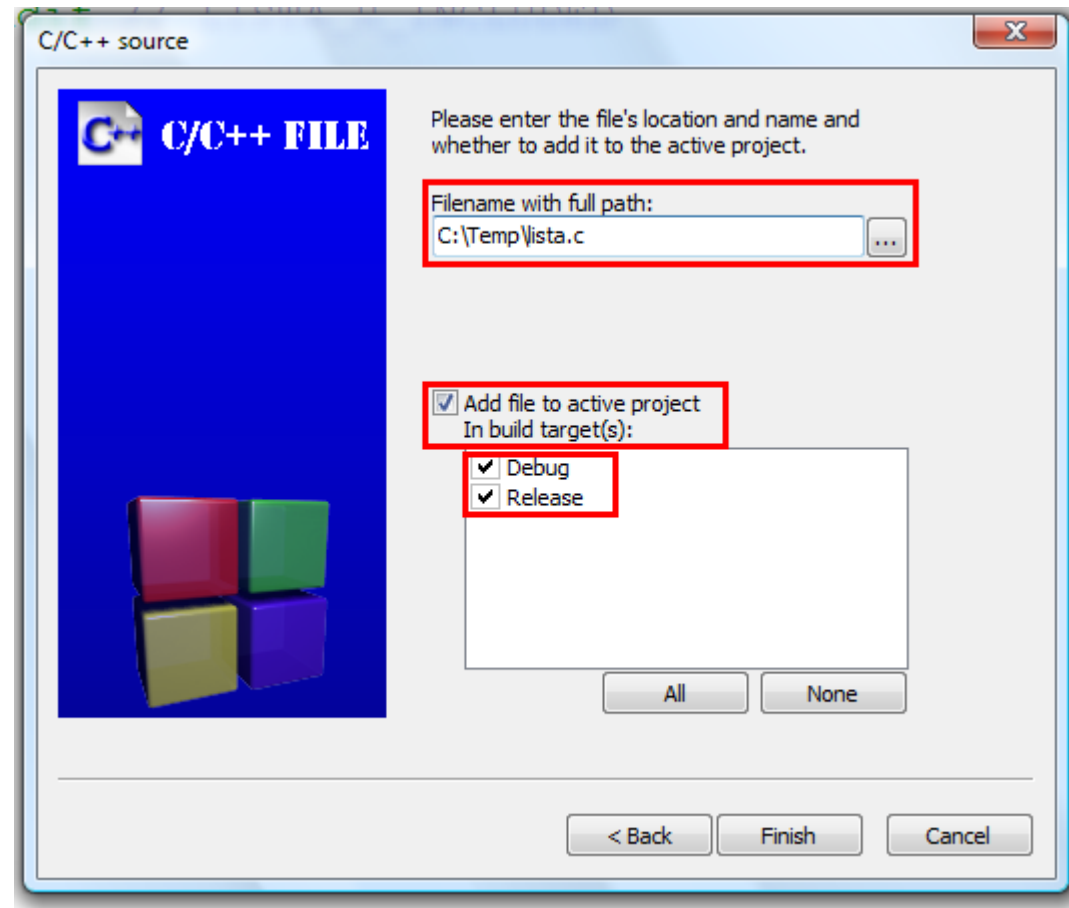 C/C++ source
X
C++
C/C++ FILE
Please enter the file's location and name and
whether to add it to the active project.
Filename with full path:
C:\Temp\lista.c
...
Add file to active project
In build target(s):
Debug
Release
All
None
< Back
Finish
Cancel